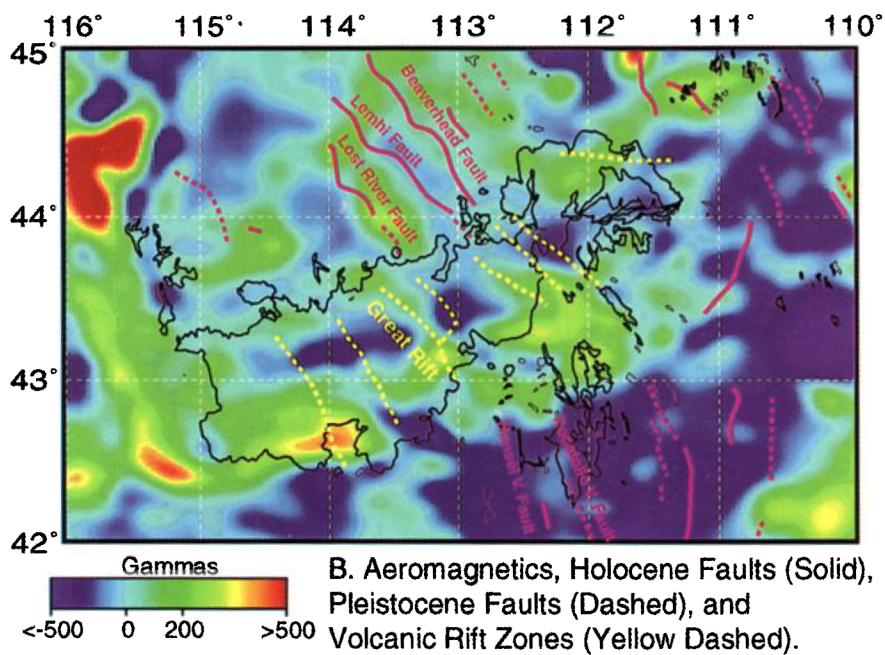 116° 115° 114° 113° 112° 111° 110°
45°
Beaverhead Fault
Lemhi Fault
Lost River Fault
44°
Great Rift
43°
Fault
Fault
42°
Gammas
<-500 0 200 >500
B. Aeromagnetics, Holocene Faults (Solid),
Pleistocene Faults (Dashed), and
Volcanic Rift Zones (Yellow Dashed).